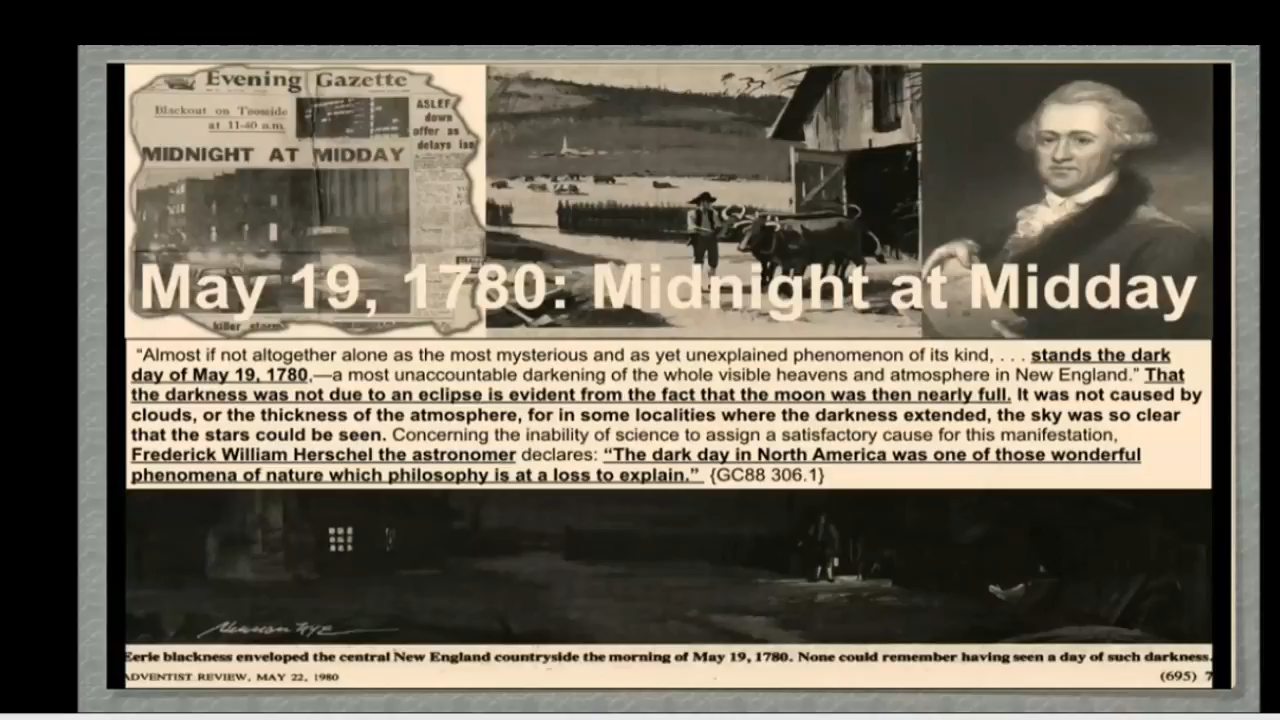 Evening Gazette
Blackout on Teesside
at 11-40 a.m.
ASLEF
down
offer as
delays
MIDNIGHT AT MIDDAY
killer storm
May 19, 1780: Midnight at Midday
“Almost if not altogether alone as the most mysterious and as yet unexplained phenomenon of its kind, . . . stands the dark
day of May 19, 1780,—a most unaccountable darkening of the whole visible heavens and atmosphere in New England.” That
the darkness was not due to an eclipse is evident from the fact that the moon was then nearly full. It was not caused by
clouds, or the thickness of the atmosphere, for in some localities where the darkness extended, the sky was so clear
that the stars could be seen. Concerning the inability of science to assign a satisfactory cause for this manifestation,
Frederick William Herschel the astronomer declares: “The dark day in North America was one of those wonderful
phenomena of nature which philosophy is at a loss to explain.” {GC88 306.1}
Eerie blackness enveloped the central New England countryside the morning of May 19, 1780. None could remember having seen a day of such darkness.
ADVENTIST REVIEW, MAY 22, 1980
(695) 7